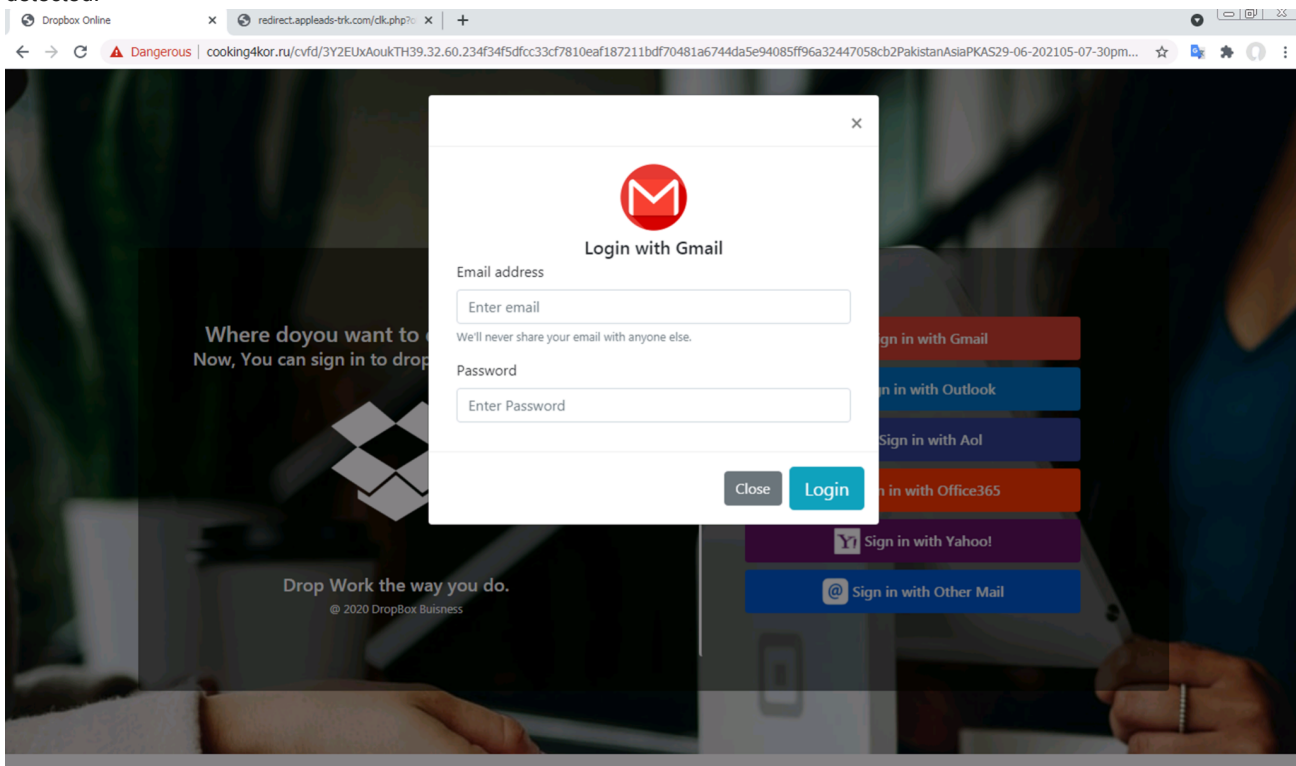 Dropbox Online
redirect.appleads-trk.com/clk.php?o
Dangerous
cooking4kor.ru/cvfd/3Y2EUxAoukTH39.32.60.234f34f5dfcc33cf7810eaf187211bdf70481a6744da5e94085ff96a32447058cb2PakistanAsiaPKAS29-06-202105-07-30pm...
Login with Gmail
Email address
Enter email
We'll never share your email with anyone else.
Password
Enter Password
Close
Login
Where doyou want to
Now, You can sign in to drop
Drop Work the way you do.
@ 2020 DropBox Buisness
gn in with Gmail
n in with Outlook
Sign in with Aol
n in with Office365
Sign in with Yahoo!
@ Sign in with Other Mail